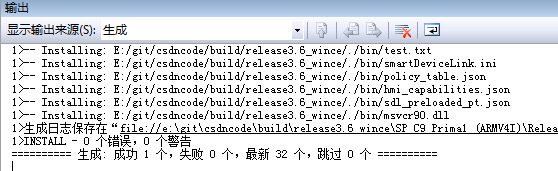 输出
显示输出来源(S): 生成
1>-- Installing: E:/git/csdncode/build/release3.6_wince/./bin/test.txt
1>-- Installing: E:/git/csdncode/build/release3.6_wince/./bin/smartDeviceLink.ini
1>-- Installing: E:/git/csdncode/build/release3.6_wince/./bin/policy_table.json
1>-- Installing: E:/git/csdncode/build/release3.6_wince/./bin/hmi_capabilities.json
1>-- Installing: E:/git/csdncode/build/release3.6_wince/./bin/sdl_preloaded_pt.json
1>-- Installing: E:/git/csdncode/build/release3.6_wince/./bin/msvcr90.dll
1>生成日志保存在“file://e:\git\csdncode\build\release3.6_wince\SP_C9_Prima1 (ARMV4I)\Relea
1>INSTALL - 0 个错误，0 个警告
========== 生成: 成功 1 个，失败 0 个，最新 32 个，跳过 0 个 ==========